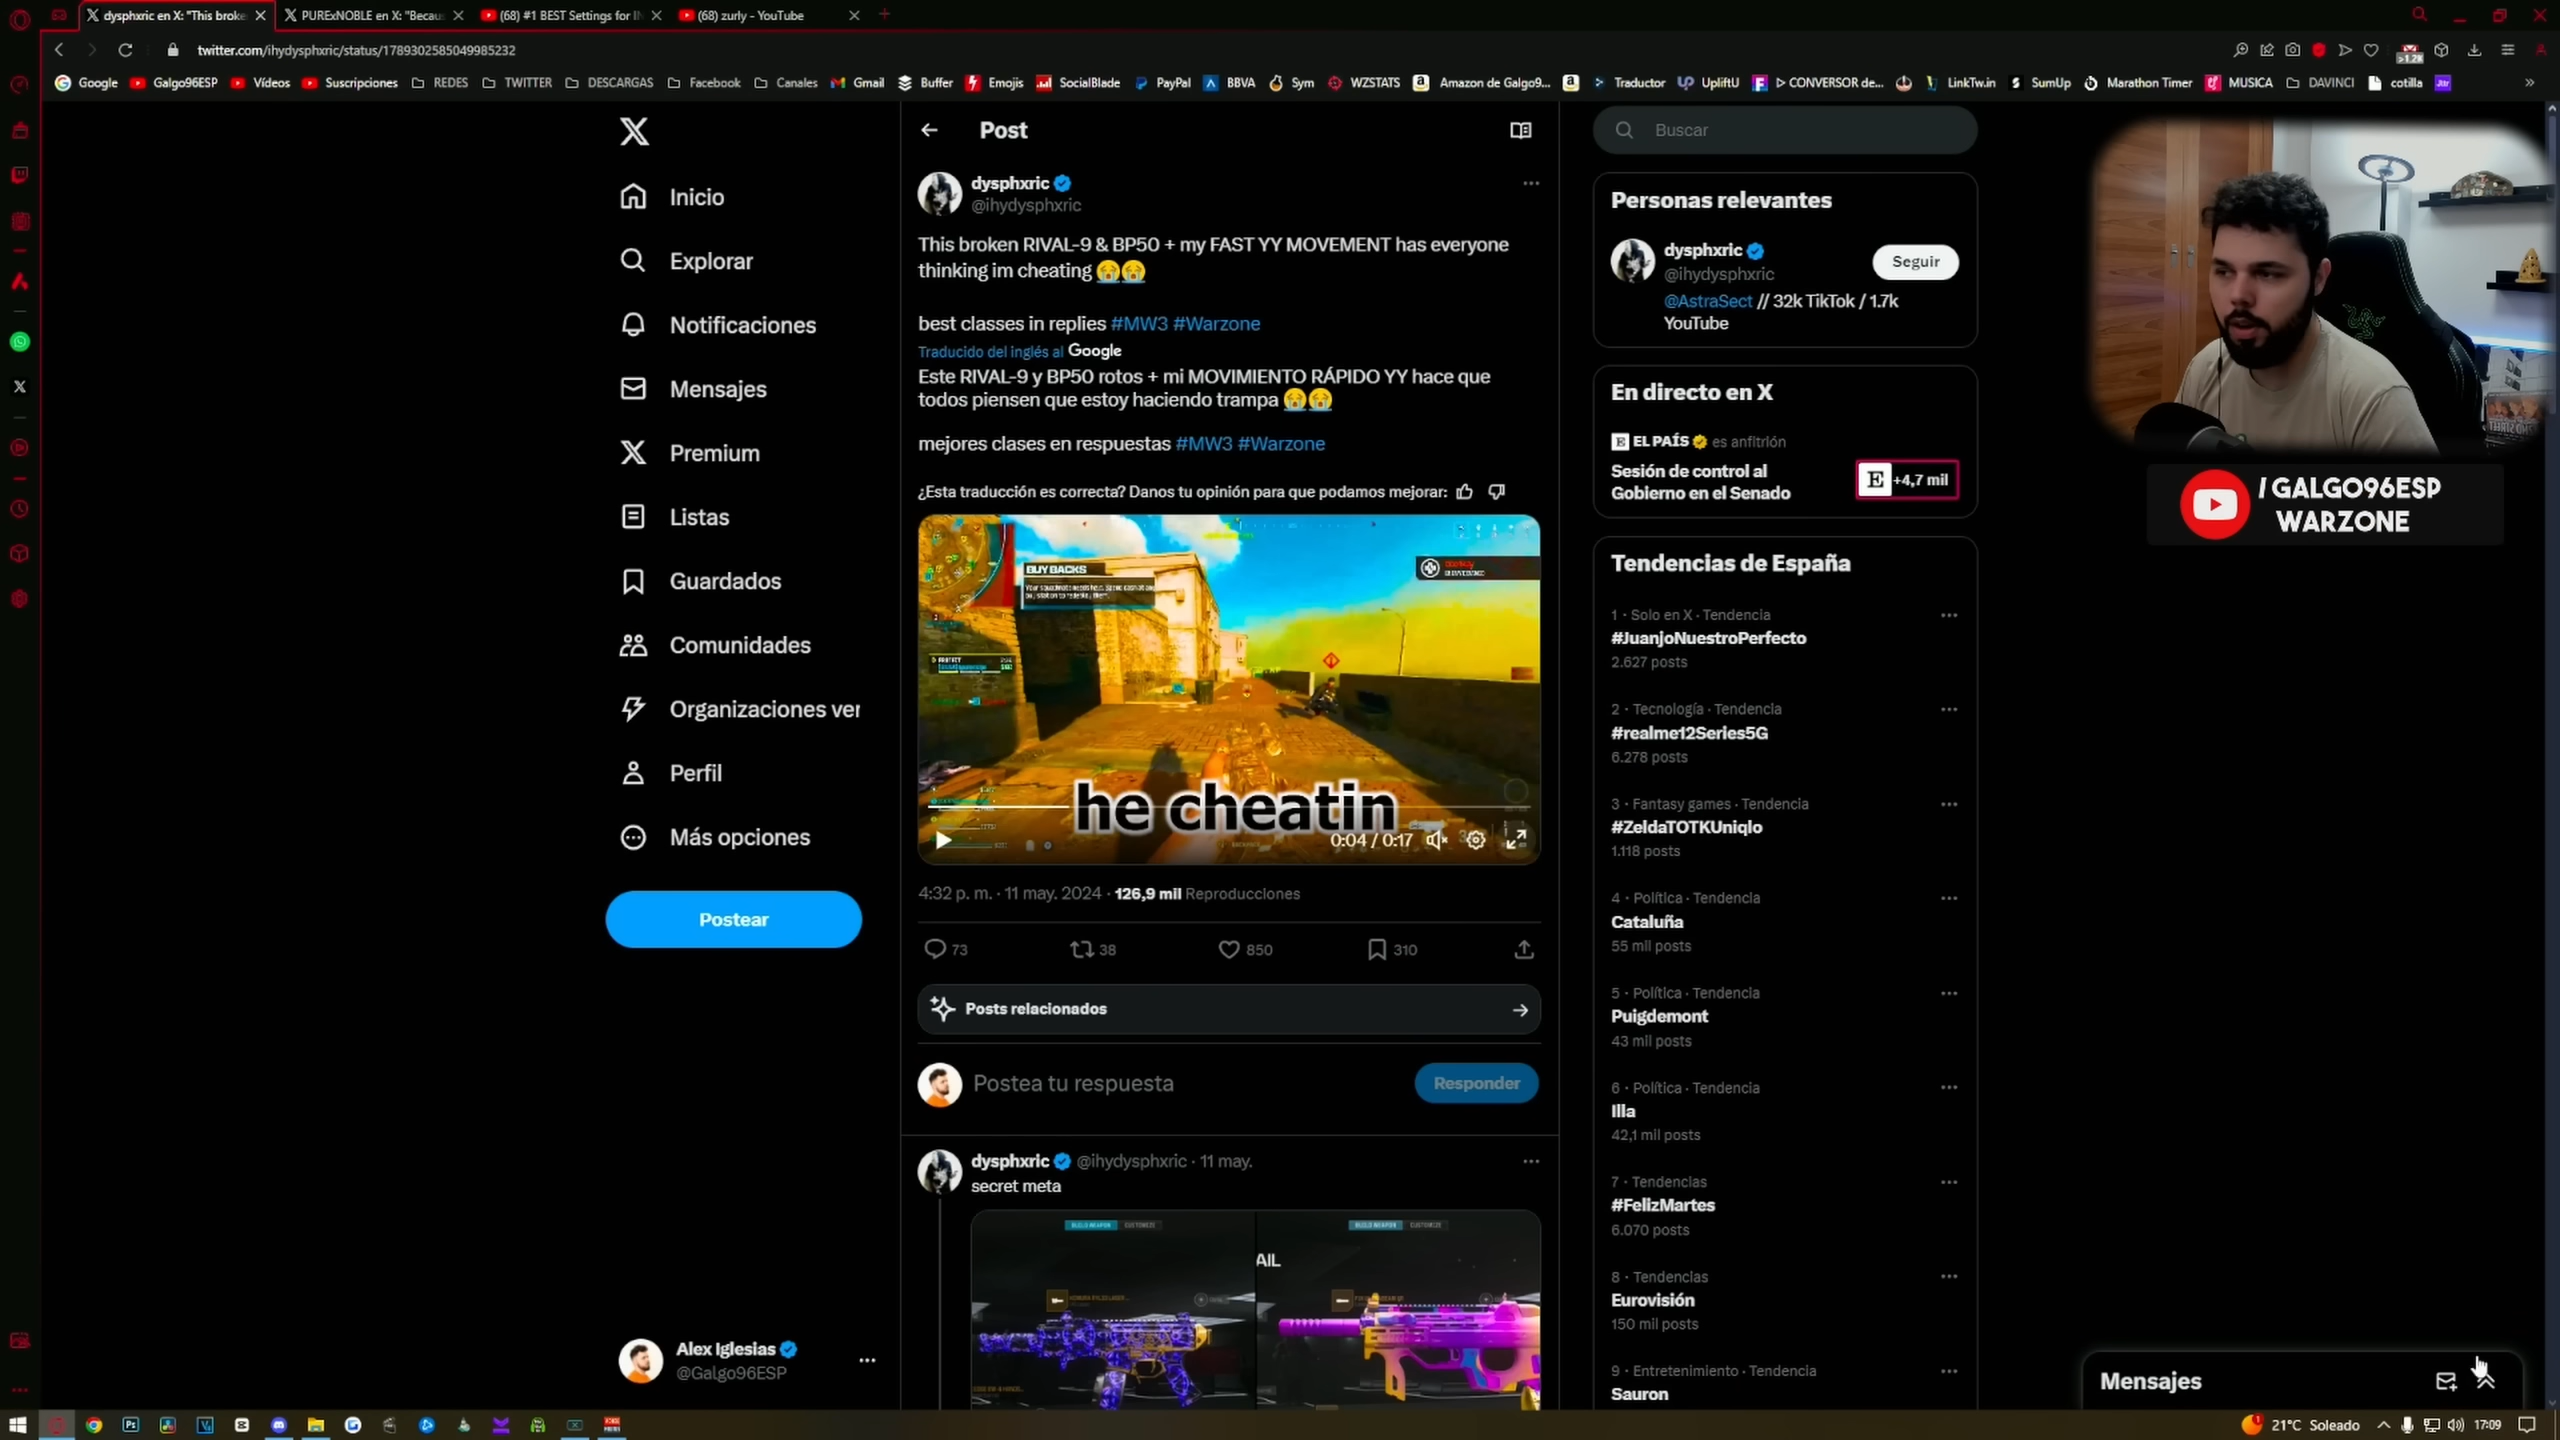 dysphxric en X: "This broke
PURExNOBLE en X: "Becau
(68) #1 BEST Settings for IN
(68) zurly - YouTube
twitter.com/ihydysphxric/status/1789302585049985232
>1.2K
Google
Galgo96ESP
Vídeos
Suscripciones
REDES
TWITTER
DESCARGAS
Facebook
Canales
Gmail
Buffer
Emojis
SocialBlade
PayPal
BBVA
Sym
WZSTATS
Amazon de Galgo9...
Traductor
UpliftU
ᐅ CONVERSOR de...
LinkTw.in
SumUp
Marathon Timer
MUSICA
DAVINCI
cotilla
Inicio
Explorar
Notificaciones
Mensajes
Premium
Listas
Guardados
Comunidades
Organizaciones ver
Perfil
Más opciones
Postear
Alex Iglesias
@Galgo96ESP
Post
dysphxric
@ihydysphxric
This broken RIVAL-9 & BP50 + my FAST YY MOVEMENT has everyone
thinking im cheating 😭😭
best classes in replies #MW3 #Warzone
Traducido del inglés al Google
Este RIVAL-9 y BP50 rotos + mi MOVIMIENTO RÁPIDO YY hace que
todos piensen que estoy haciendo trampa 😭😭
mejores clases en respuestas #MW3 #Warzone
¿Esta traducción es correcta? Danos tu opinión para que podamos mejorar:
BUY BACKS
he cheatin
0:04 / 0:17
4:32 p. m. · 11 may. 2024 · 126,9 mil Reproducciones
73
38
850
310
Posts relacionados
Postea tu respuesta
Responder
dysphxric @ihydysphxric · 11 may.
secret meta
BUILD WEAPON CUSTOMIZE
BUILD WEAPON CUSTOMIZE
AIL
Buscar
Personas relevantes
dysphxric
@ihydysphxric
Seguir
@AstraSect // 32k TikTok / 1.7k
YouTube
En directo en X
EL PAÍS es anfitrión
Sesión de control al
Gobierno en el Senado
+4,7 mil
Tendencias de España
1 · Solo en X · Tendencia
#JuanjoNuestroPerfecto
2.627 posts
2 · Tecnología · Tendencia
#realme12Series5G
6.278 posts
3 · Fantasy games · Tendencia
#ZeldaTOTKUniqlo
1.118 posts
4 · Política · Tendencia
Cataluña
55 mil posts
5 · Política · Tendencia
Puigdemont
43 mil posts
6 · Política · Tendencia
Illa
42,1 mil posts
7 · Tendencias
#FelizMartes
6.070 posts
8 · Tendencias
Eurovisión
150 mil posts
9 · Entretenimiento · Tendencia
Sauron
/ GALGO96ESP
WARZONE
Mensajes
21°C Soleado
17:09